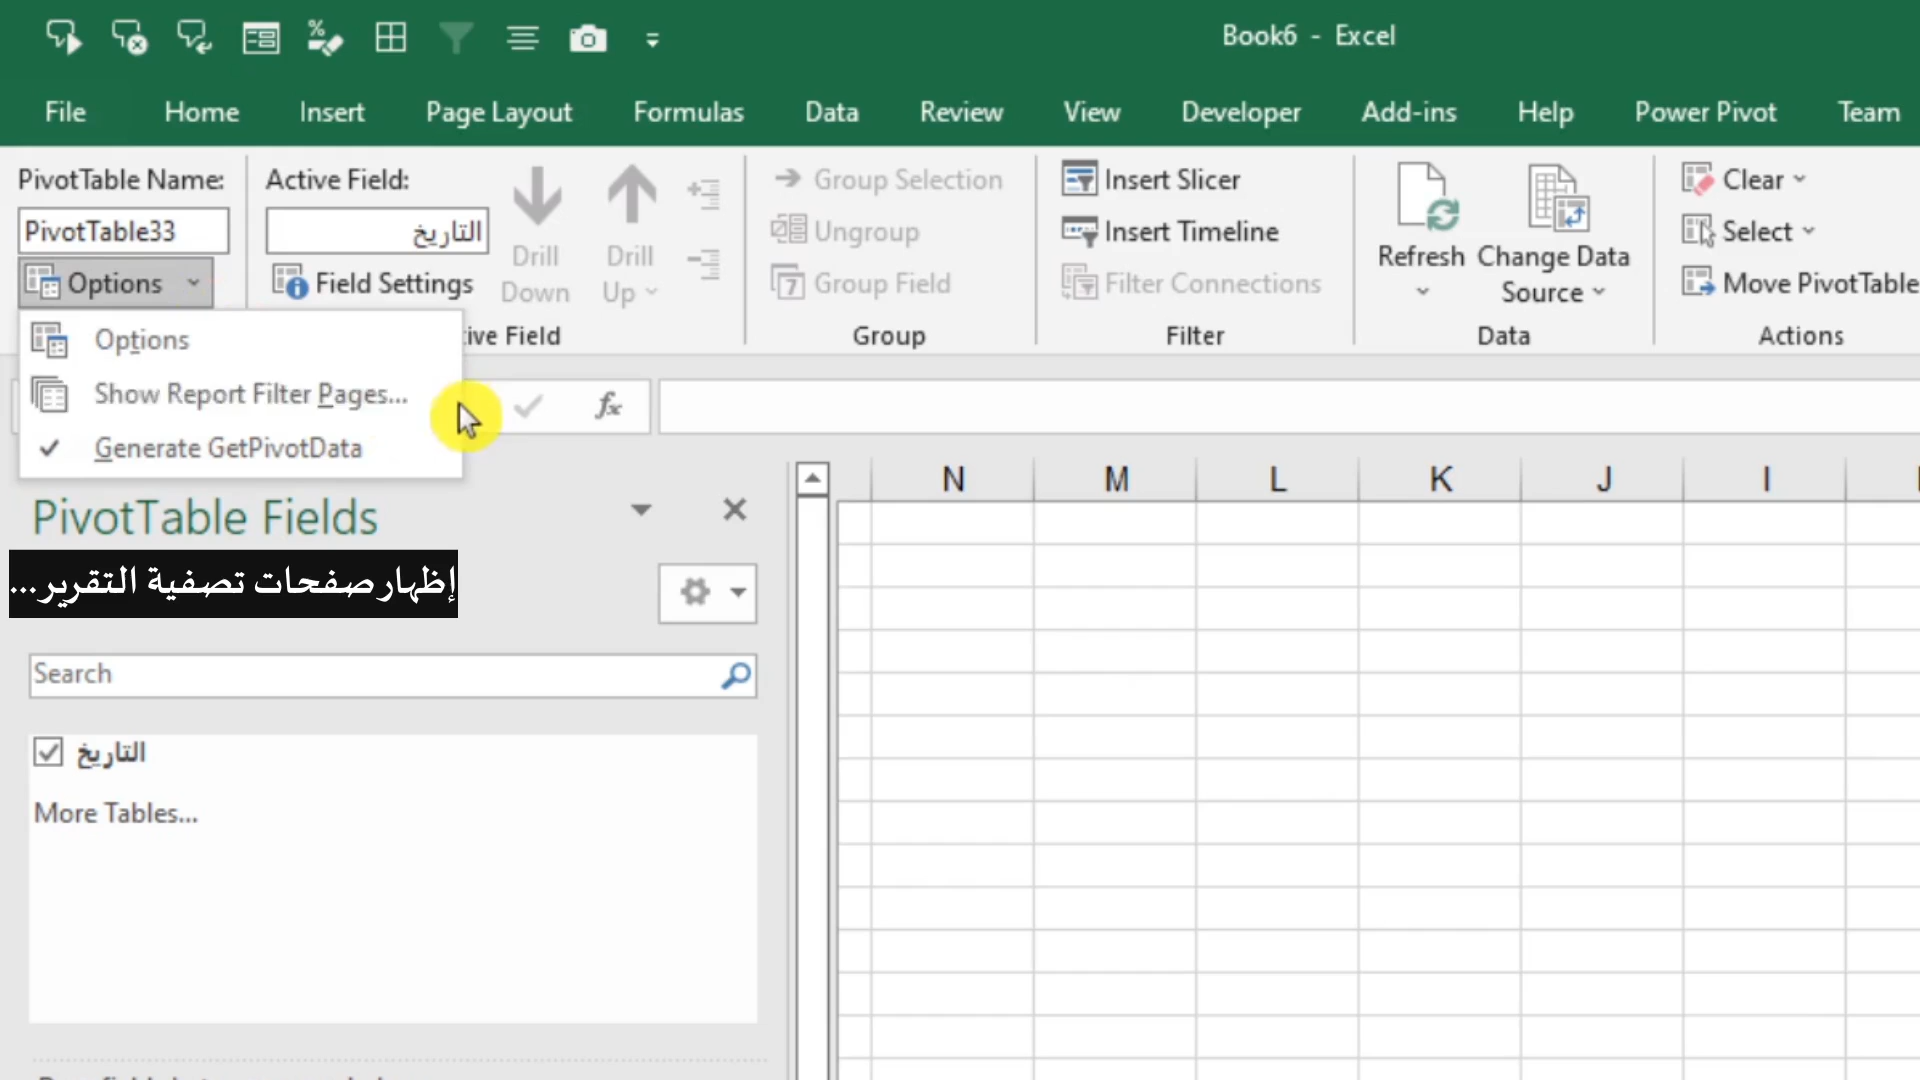 Book6 - Excel
File Home Insert Page Layout Formulas Data Review View Developer Add-ins Help Power Pivot Team
PivotTable Name:
PivotTable33
Options
Active Field:
التاريخ
Field Settings
Drill Down
Drill Up
ive Field
Group Selection
Ungroup
Group Field
Group
Insert Slicer
Insert Timeline
Filter Connections
Filter
Refresh
Change Data Source
Data
Clear
Select
Move PivotTable
Actions
Options
Show Report Filter Pages...
Generate GetPivotData
fx
N M L K J I
PivotTable Fields
إظهار صفحات تصفية التقرير...
Search
التاريخ
More Tables...